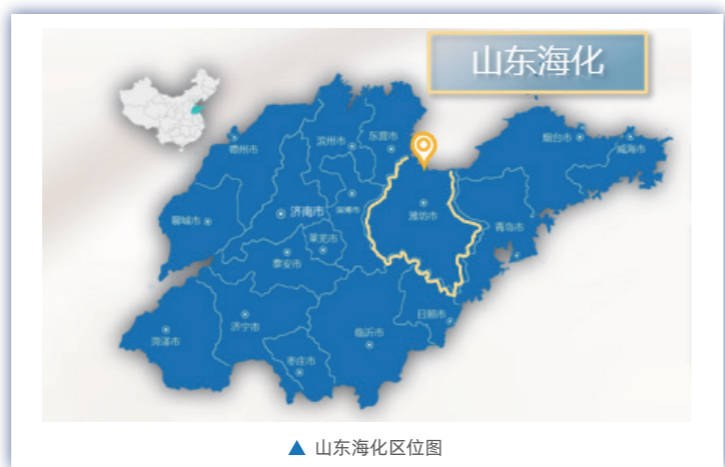 山东海化
烟台市
威海市
东营市
滨州市
德州市
淄博市
潍坊市
济南市
聊城市
青岛市
莱芜市
泰安市
日照市
济宁市
临沂市
菏泽市
枣庄市
▲ 山东海化区位图